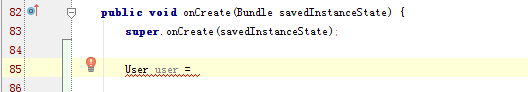 82 public void onCreate(Bundle savedInstanceState) {
83 super.onCreate(savedInstanceState);
84
85 User user =
86